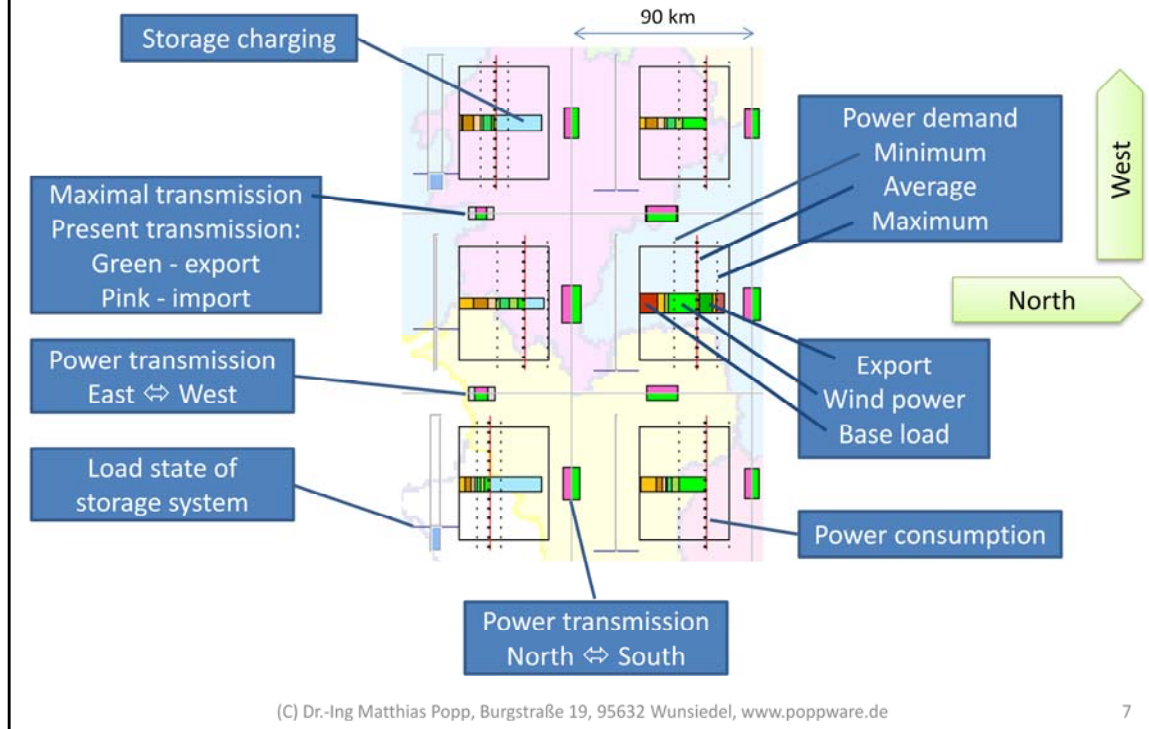 90 km
Storage charging
Power demand
Minimum
Average
Maximum
West
Maximal transmission
Present transmission:
Green - export
Pink - import
North
Power transmission
East ⇔ West
Export
Wind power
Base load
Load state of
storage system
Power consumption
Power transmission
North ⇔ South
(C) Dr.-Ing Matthias Popp, Burgstraße 19, 95632 Wunsiedel, www.poppware.de
7